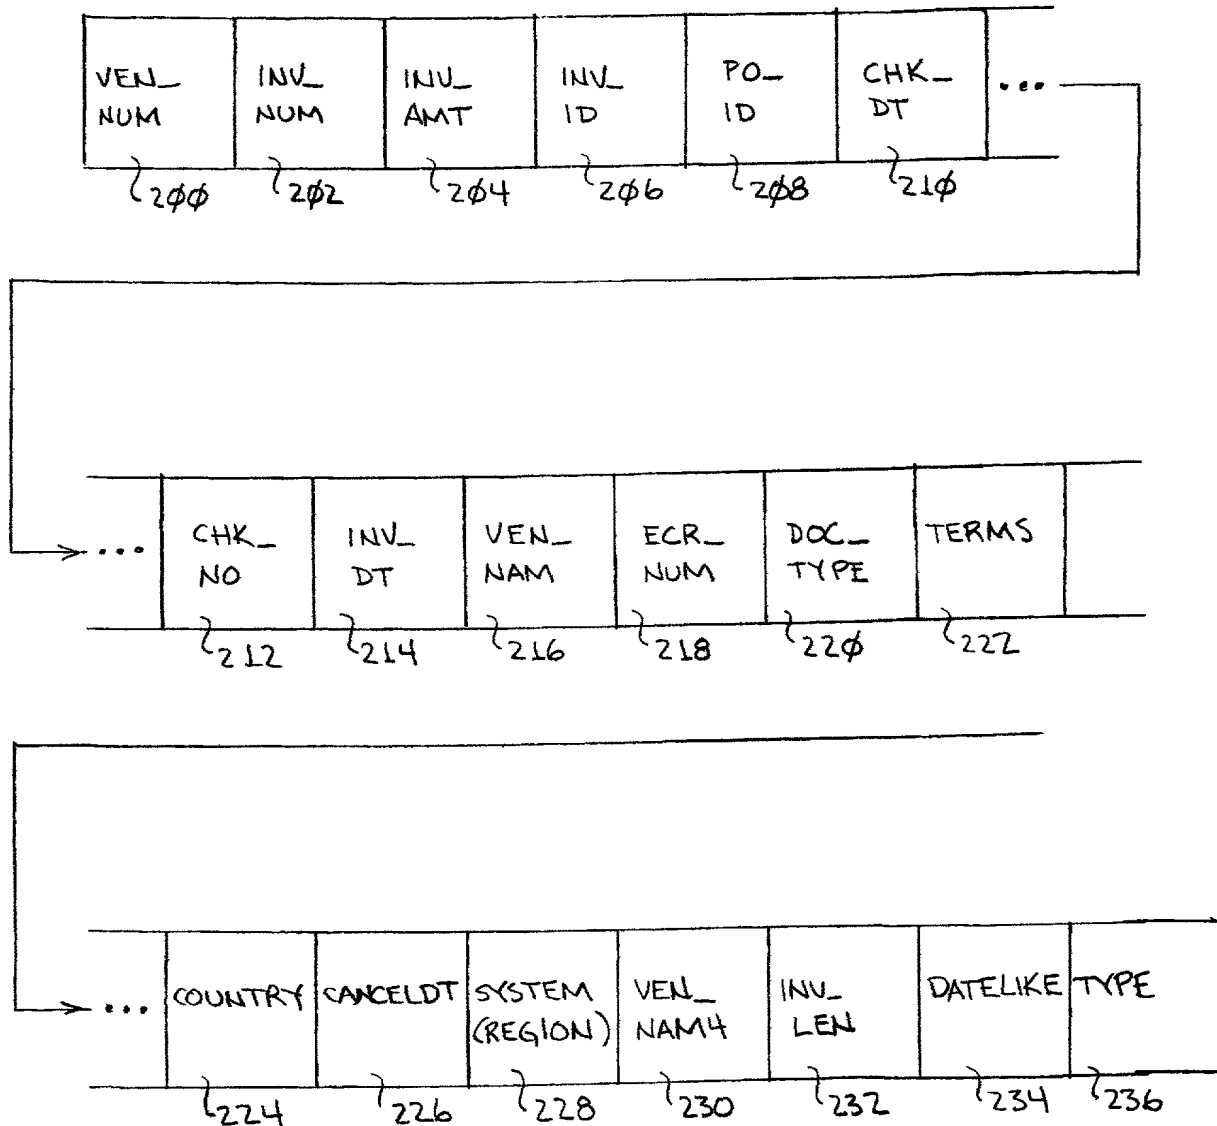 VEN_ INV_ INV_ INV_ PO_ CHK_
NUM NUM AMT ID ID DT ...
200 202 204 206 208 210
... CHK_ INV_ VEN_ ECR_ DOC_ TERMS
NO DT NAM NUM TYPE
212 214 216 218 220 222
... COUNTRY CANCELDT SYSTEM VEN_ INV_ DATELIKE TYPE
(REGION) NAM4 LEN
224 226 228 230 232 234 236